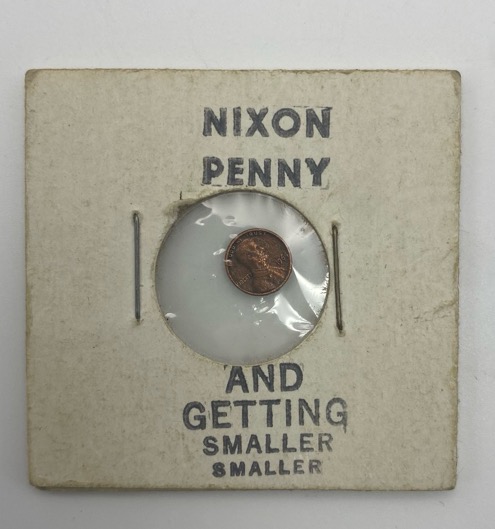 NIXON
PENNY
AND
GETTING
SMALLER
SMALLER